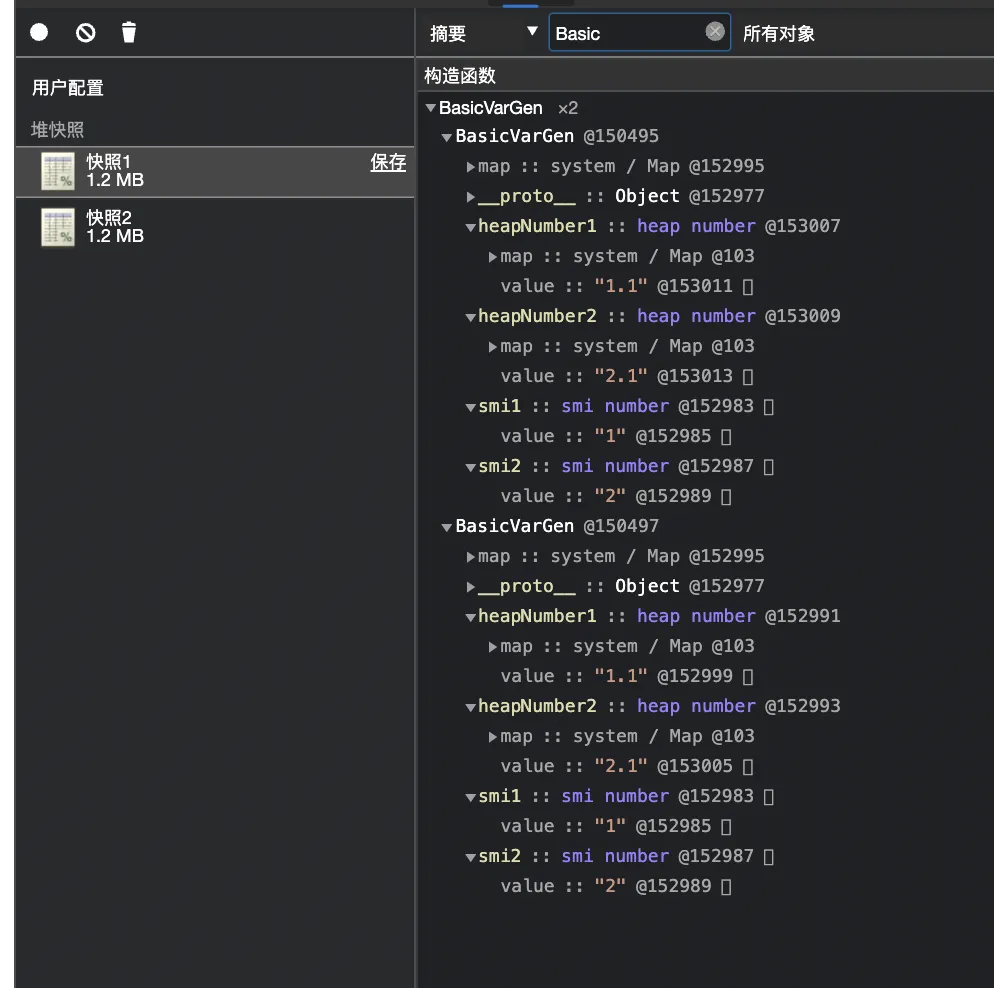 摘要
Basic
所有对象
用户配置
堆快照
快照1
保存
1.2 MB
快照2
1.2 MB
构造函数
BasicVarGen ×2
BasicVarGen @150495
map :: system / Map @152995
__proto__ :: Object @152977
heapNumber1 :: heap number @153007
map :: system / Map @103
value :: "1.1" @153011
heapNumber2 :: heap number @153009
map :: system / Map @103
value :: "2.1" @153013
smi1 :: smi number @152983
value :: "1" @152985
smi2 :: smi number @152987
value :: "2" @152989
BasicVarGen @150497
map :: system / Map @152995
__proto__ :: Object @152977
heapNumber1 :: heap number @152991
map :: system / Map @103
value :: "1.1" @152999
heapNumber2 :: heap number @152993
map :: system / Map @103
value :: "2.1" @153005
smi1 :: smi number @152983
value :: "1" @152985
smi2 :: smi number @152987
value :: "2" @152989